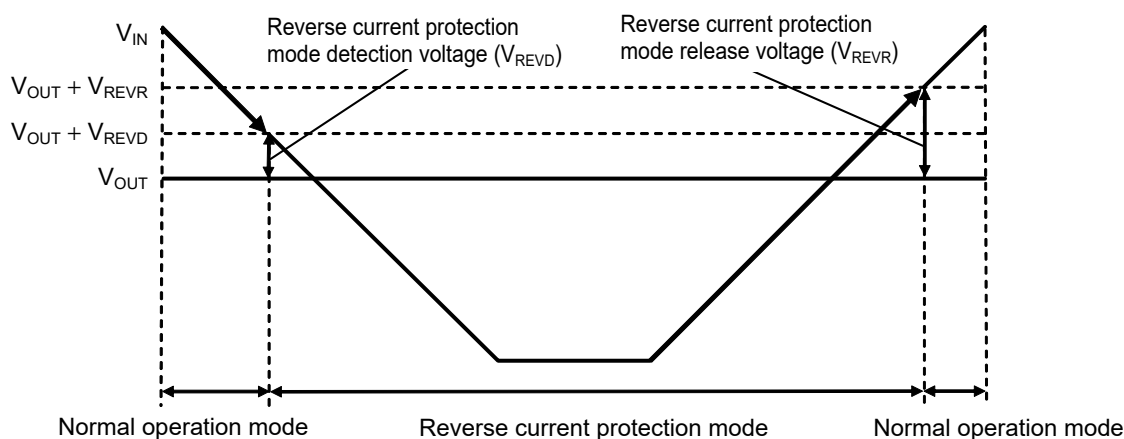 Reverse current protection
mode detection voltage (VREVD)
Reverse current protection
mode release voltage (VREVR)
VIN
VOUT + VREVR
VOUT + VREVD
VOUT
Normal operation mode
Reverse current protection mode
Normal operation mode